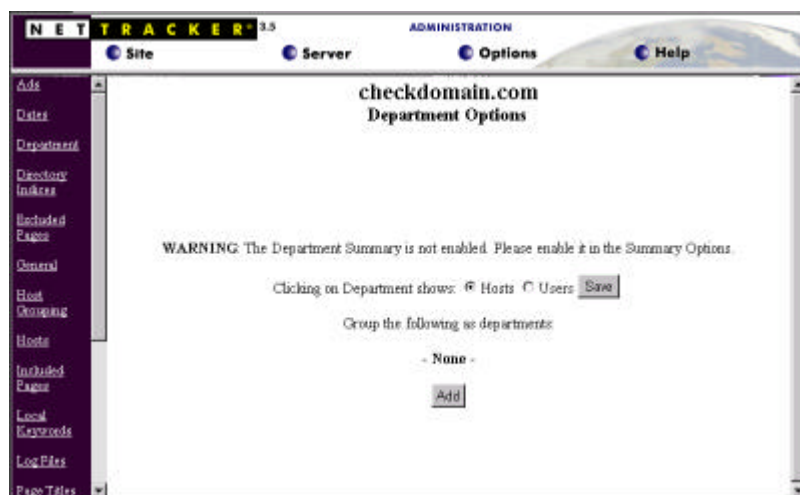 NET TRACKER® 3.5
ADMINISTRATION
Site
Server
Options
Help
Ads
Dates
Department
Directory
Indices
Excluded
Pages
General
Host
Grouping
Hosts
Included
Pages
Local
Keywords
Log Files
Page Titles
checkdomain.com
Department Options
WARNING: The Department Summary is not enabled. Please enable it in the Summary Options.
Clicking on Department shows: Hosts Users Save
Group the following as departments:
- None -
Add